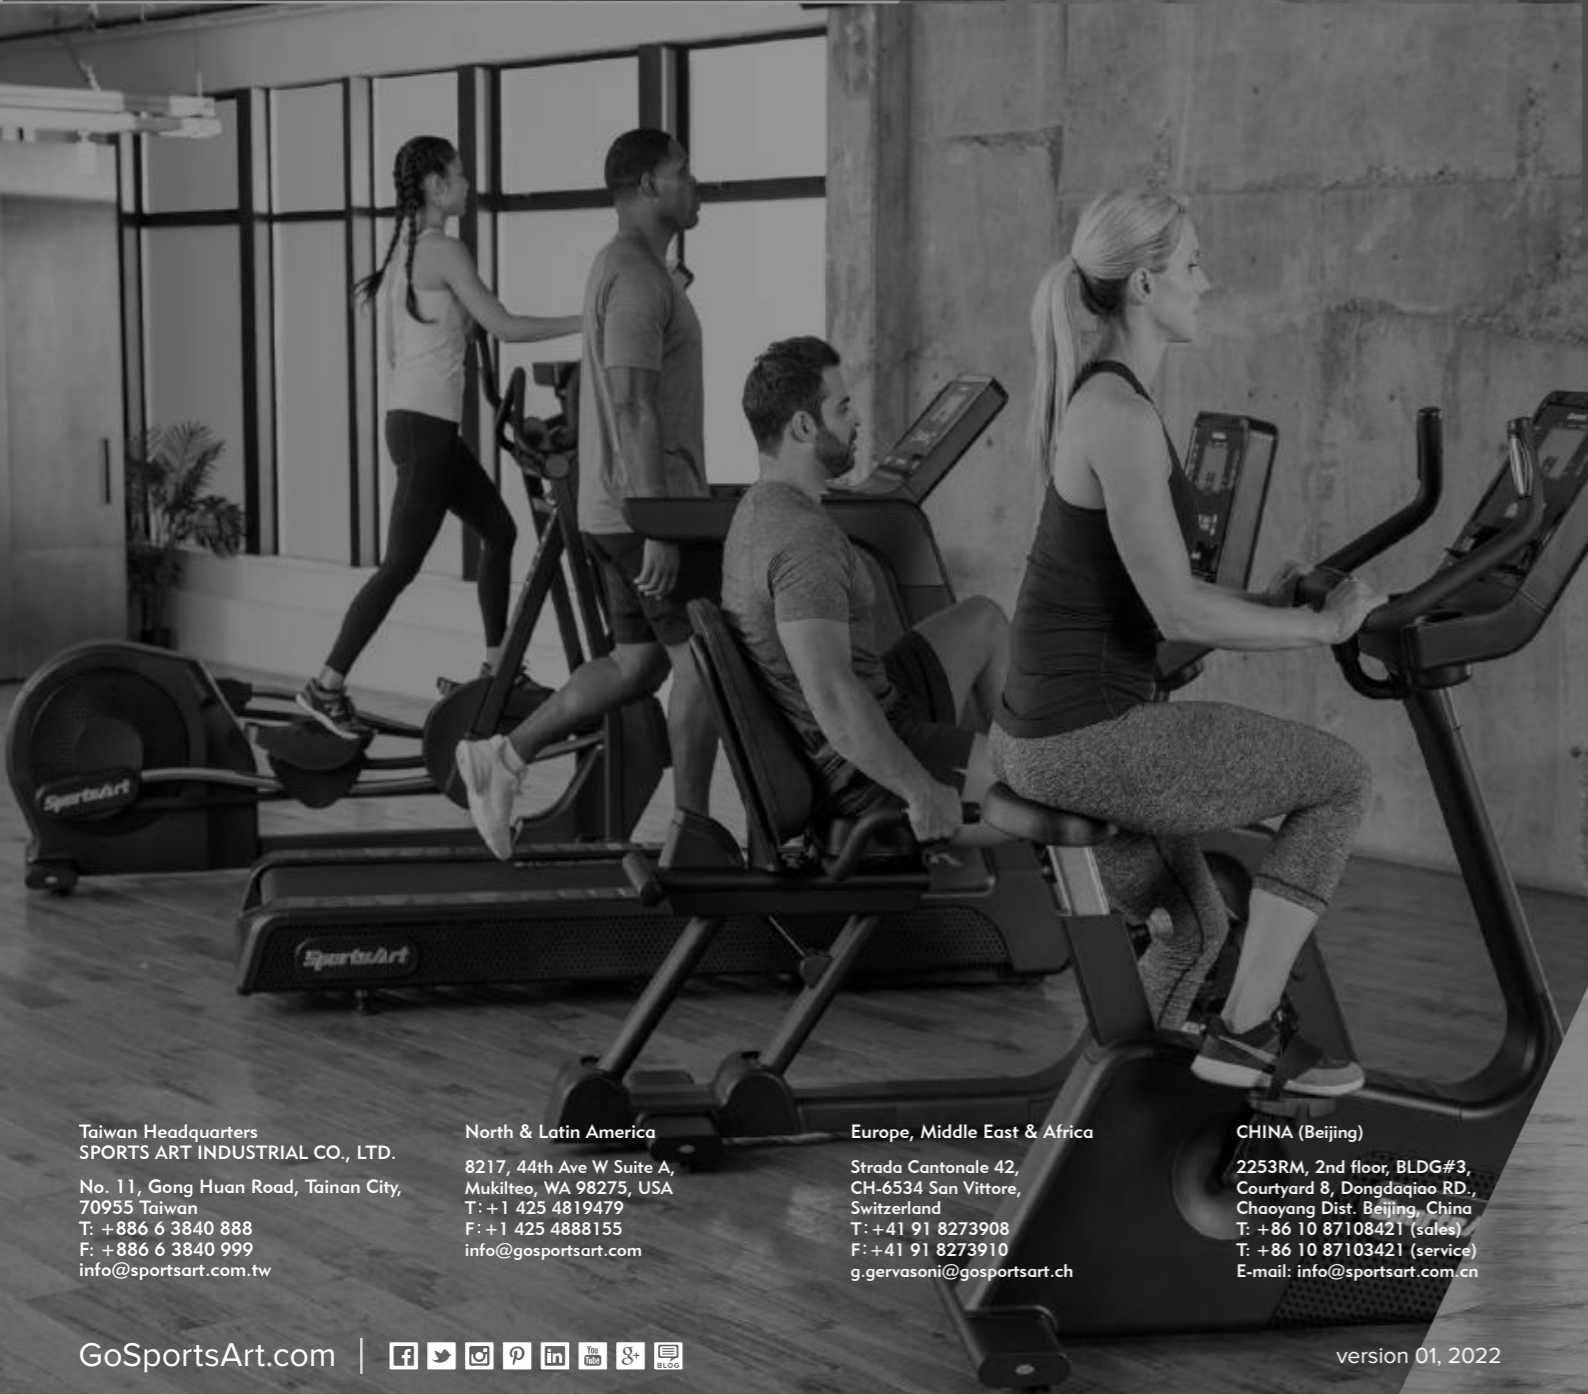 SportsArt
SportsArt
Taiwan Headquarters
SPORTS ART INDUSTRIAL CO., LTD.
No. 11, Gong Huan Road, Tainan City,
70955 Taiwan
T: +886 6 3840 888
F: +886 6 3840 999
info@sportsart.com.tw
North & Latin America
8217, 44th Ave W Suite A,
Mukilteo, WA 98275, USA
T:+1 425 4819479
F:+1 425 4888155
info@gosportsart.com
Europe, Middle East & Africa
Strada Cantonale 42,
CH-6534 San Vittore,
Switzerland
T:+41 91 8273908
F:+41 91 8273910
g.gervasoni@gosportsart.ch
CHINA (Beijing)
2253RM, 2nd floor, BLDG#3,
Courtyard 8, Dongdaqiao RD.,
Chaoyang Dist. Beijing, China
T: +86 10 87108421 (sales)
T: +86 10 87103421 (service)
E-mail: info@sportsart.com.cn
GoSportsArt.com
You
Tube
BLOG
version 01, 2022